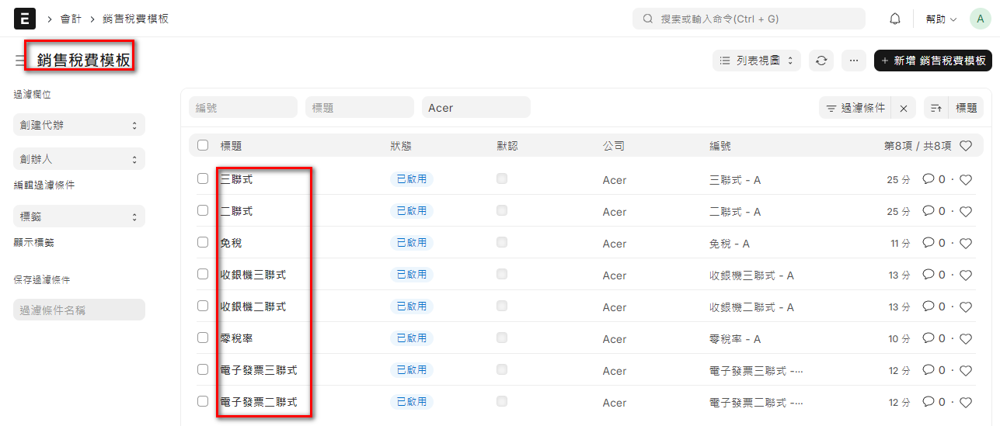 會計 銷售稅費模板 搜索或輸入命令(Ctrl + G) 幫助 A
銷售稅費模板 列表視圖 ... + 新增 銷售稅費模板
過濾欄位
創建代辦
創辦人
編輯過濾條件
標籤
顯示標籤
保存過濾條件
過濾條件名稱
編號 標題 Acer 過濾條件 標題
標題 狀態 默認 公司 編號 第8項 / 共8項
三聯式 已啟用 Acer 三聯式 - A 25 分 0 ·
二聯式 已啟用 Acer 二聯式 - A 25 分 0 ·
免稅 已啟用 Acer 免稅 - A 11 分 0 ·
收銀機三聯式 已啟用 Acer 收銀機三聯式 - A 13 分 0 ·
收銀機二聯式 已啟用 Acer 收銀機二聯式 - A 13 分 0 ·
零稅率 已啟用 Acer 零稅率 - A 10 分 0 ·
電子發票三聯式 已啟用 Acer 電子發票三聯式 -... 12 分 0 ·
電子發票二聯式 已啟用 Acer 電子發票二聯式 -... 12 分 0 ·